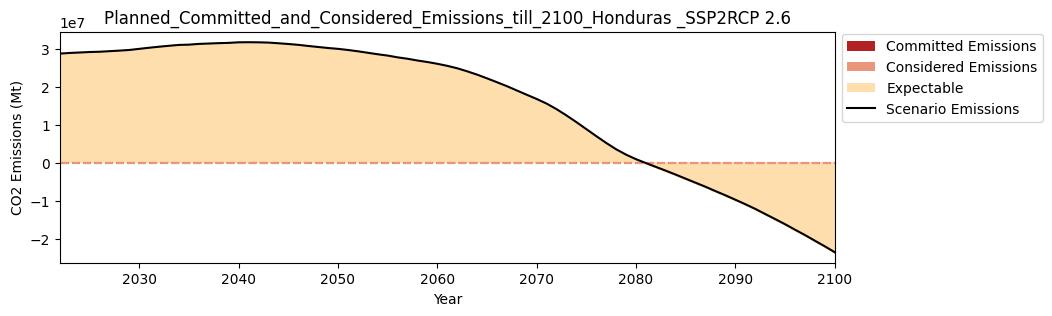 Planned_Committed_and_Considered_Emissions_till_2100_Honduras _SSP2RCP 2.6
1e7
3
2
1
0
−1
−2
CO2 Emissions (Mt)
2030 2040 2050 2060 2070 2080 2090 2100
Year
Committed Emissions
Considered Emissions
Expectable
Scenario Emissions